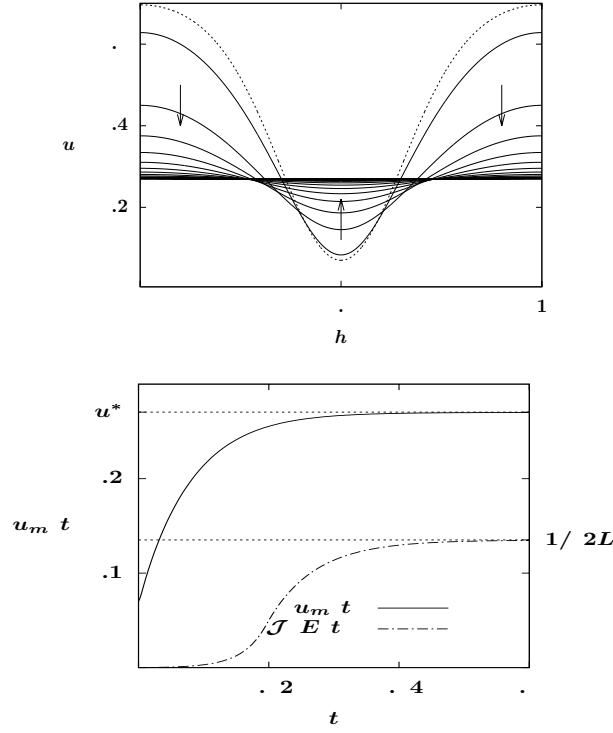 .
.4
u
.2
. 1
h
u*
.2
u_m t
1/ 2L
.1
u_m t
𝒥 E t
. 2 . 4 .
t